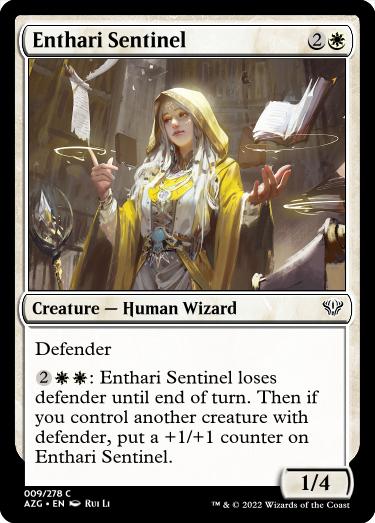 Enthari Sentinel 2
Creature — Human Wizard
Defender
2: Enthari Sentinel loses
defender until end of turn. Then if
you control another creature with
defender, put a +1/+1 counter on
Enthari Sentinel.
1/4
009/278 C
AZG • EN Rui Li
™ & © 2022 Wizards of the Coast